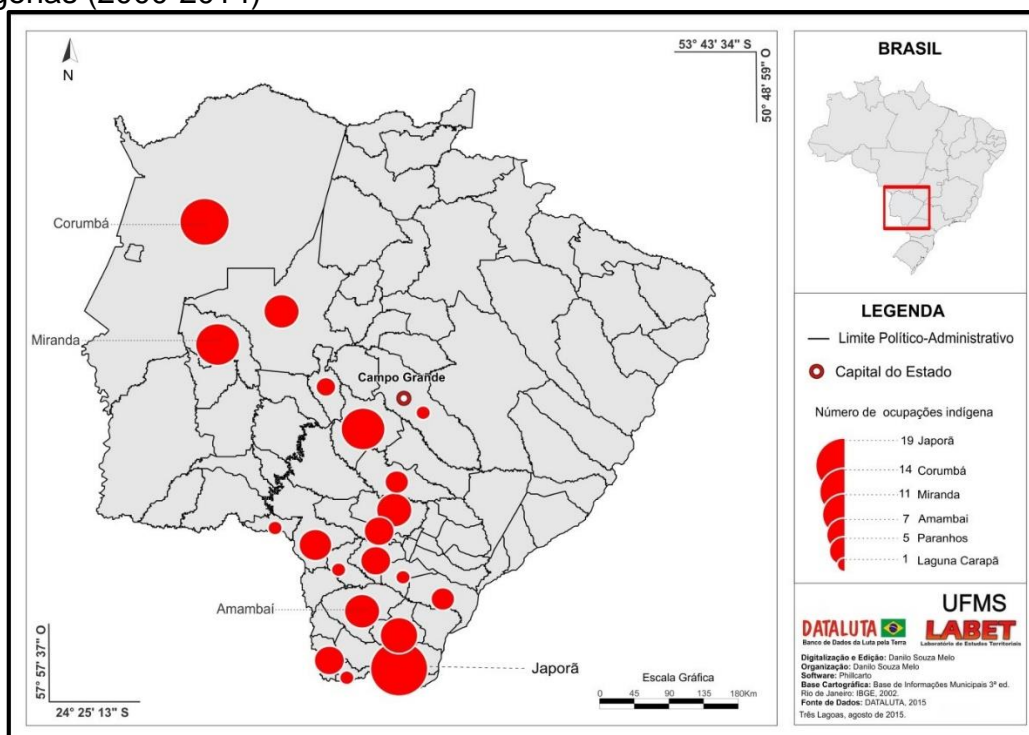 53° 43' 34" S
50° 48' 59" O
N
Corumbá
Miranda
Campo Grande
Amambaí
Japorã
57° 57' 37" O
24° 25' 13" S
Escala Gráfica
0 45 90 135 180Km
BRASIL
LEGENDA
Limite Político-Administrativo
Capital do Estado
Número de ocupações indígena
19 Japorã
14 Corumbá
11 Miranda
7 Amambai
5 Paranhos
1 Laguna Carapã
UFMS
DATALUTA
Banco de Dados da Luta pela Terra
LABET
Laboratório de Estudos Territoriais
Digitalização e Edição: Danilo Souza Melo
Organização: Danilo Souza Melo
Software: Philcarto
Base Cartográfica: Base de Informações Municipais 3ª ed.
Rio de Janeiro: IBGE, 2002.
Fonte de Dados: DATALUTA, 2015
Três Lagoas, agosto de 2015.